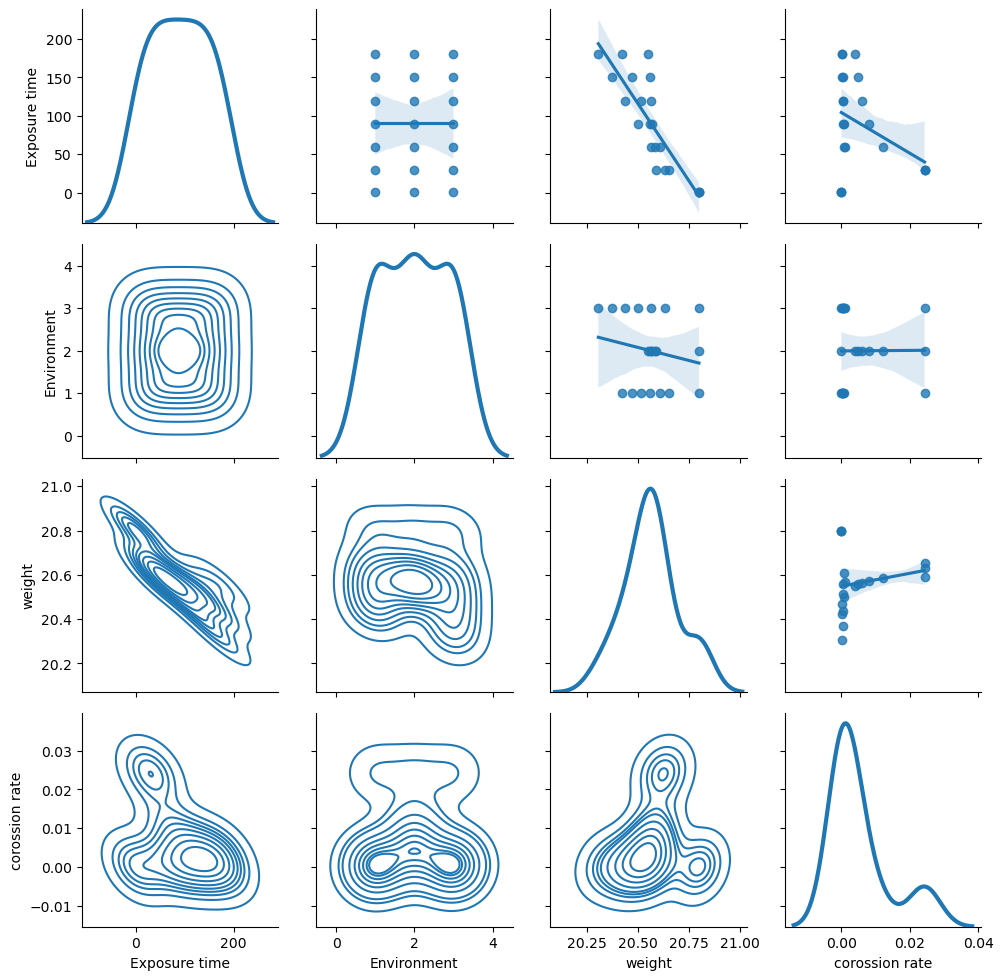 200
150
100
50
0
Exposure time
4
3
2
1
0
Environment
21.0
20.8
20.6
20.4
20.2
weight
0.03
0.02
0.01
0.00
−0.01
corossion rate
0 200
Exposure time
0 2 4
Environment
20.25 20.50 20.75 21.00
weight
0.00 0.02 0.04
corossion rate